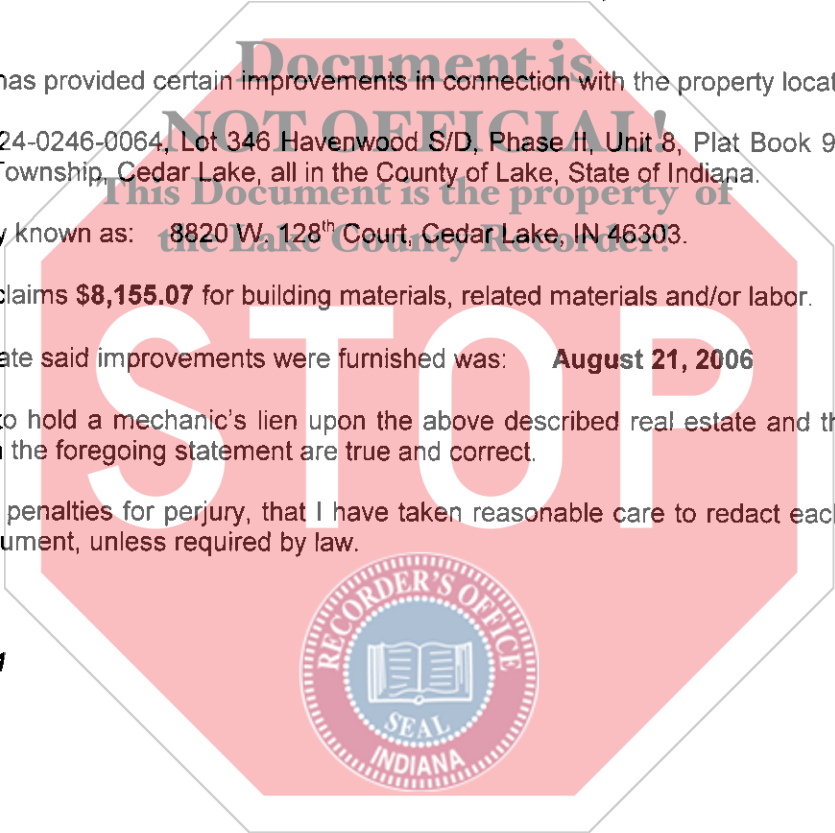 Document is
has provided certain improvements in connection with the property locat
NOT OFFICIAL!
24-0246-0064, Lot 346 Havenwood S/D, Phase II, Unit 8, Plat Book 9
Township, Cedar Lake, all in the County of Lake, State of Indiana.
This Document is the property of
y known as: 8820 W. 128th Court, Cedar Lake, IN 46303.
the Lake County Recorder!
claims $8,155.07 for building materials, related materials and/or labor.
STOP
ate said improvements were furnished was: August 21, 2006
to hold a mechanic's lien upon the above described real estate and th
the foregoing statement are true and correct.
penalties for perjury, that I have taken reasonable care to redact each
ument, unless required by law.
RECORDER'S OFFICE
SEAL
INDIANA